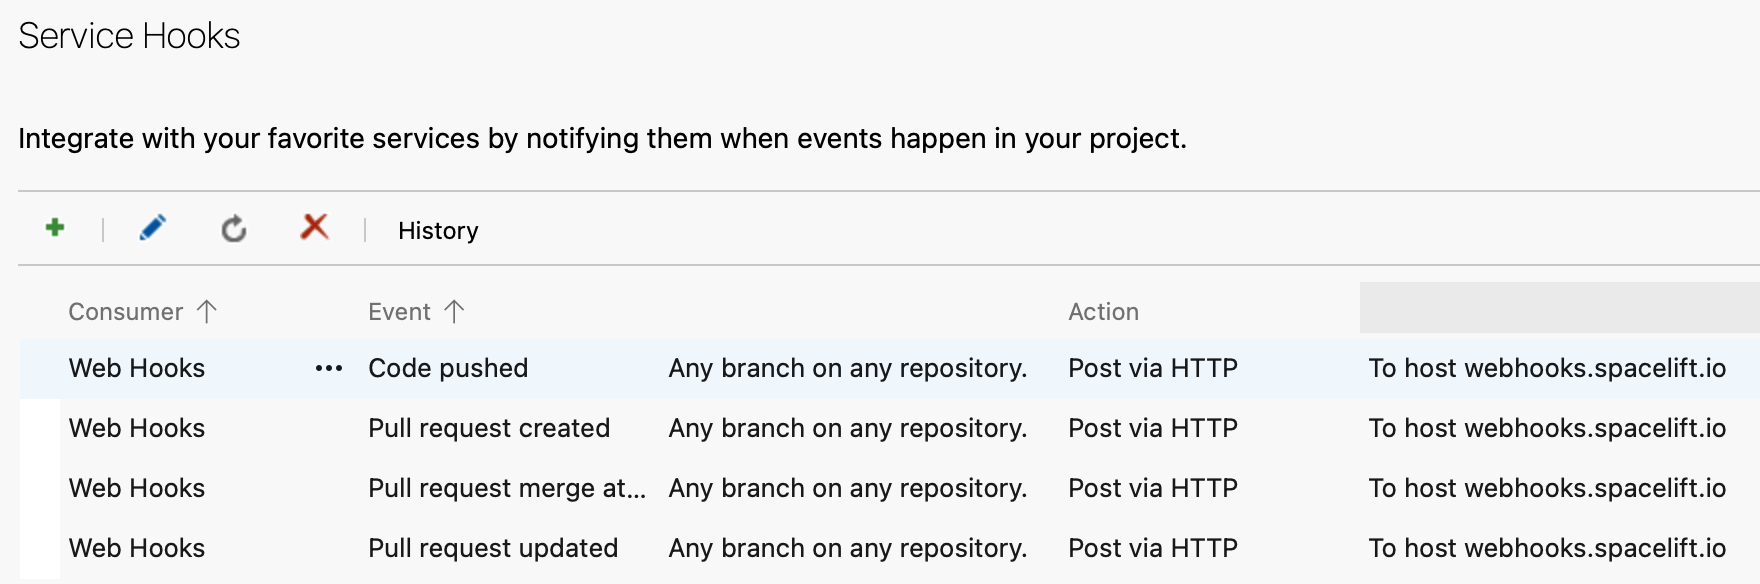 Service Hooks
Integrate with your favorite services by notifying them when events happen in your project.
History
Consumer ↑ Event ↑ Action
Web Hooks ••• Code pushed Any branch on any repository. Post via HTTP To host webhooks.spacelift.io
Web Hooks Pull request created Any branch on any repository. Post via HTTP To host webhooks.spacelift.io
Web Hooks Pull request merge at... Any branch on any repository. Post via HTTP To host webhooks.spacelift.io
Web Hooks Pull request updated Any branch on any repository. Post via HTTP To host webhooks.spacelift.io